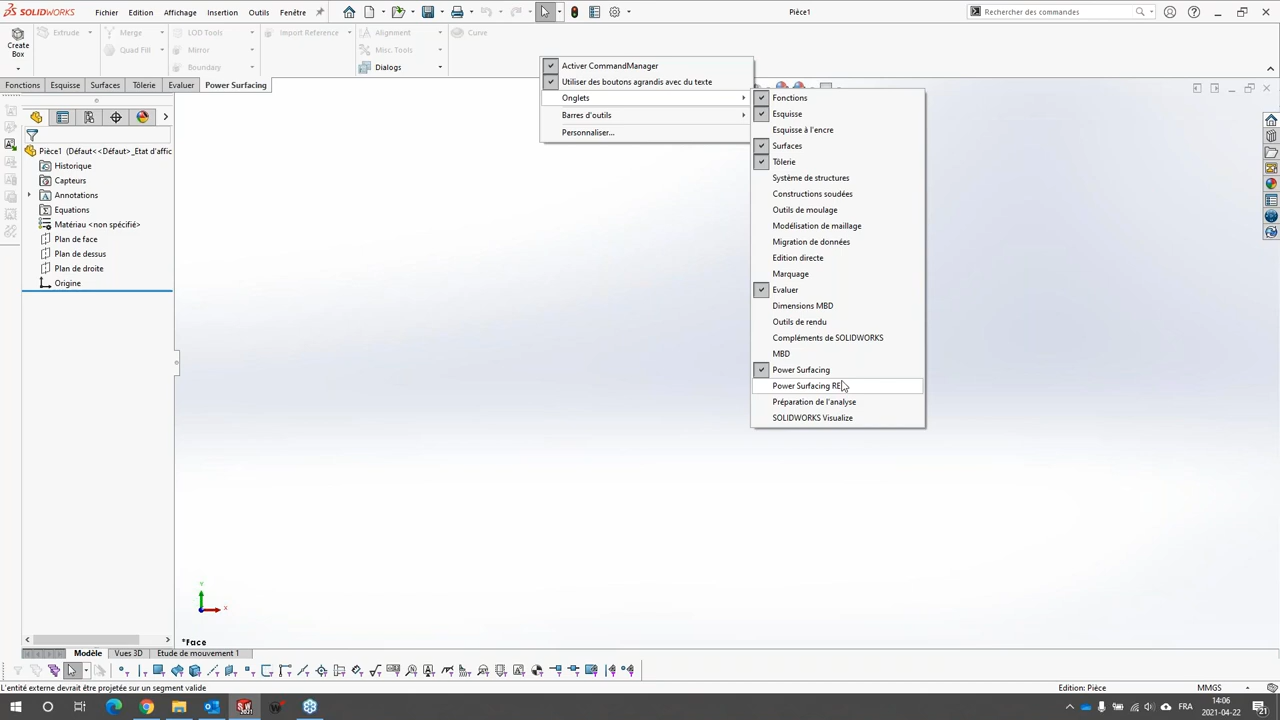 SOLIDWORKS
Fichier
Edition
Affichage
Insertion
Outils
Fenêtre
Pièce1
Rechercher des commandes
Create
Box
Extrude
Merge
Quad Fill
LOD Tools
Mirror
Boundary
Import Reference
Alignment
Misc. Tools
Dialogs
Curve
Fonctions
Esquisse
Surfaces
Tôlerie
Evaluer
Power Surfacing
Activer CommandManager
Utiliser des boutons agrandis avec du texte
Onglets
Barres d'outils
Personnaliser...
Fonctions
Esquisse
Esquisse à l'encre
Surfaces
Tôlerie
Système de structures
Constructions soudées
Outils de moulage
Modélisation de maillage
Migration de données
Edition directe
Marquage
Evaluer
Dimensions MBD
Outils de rendu
Compléments de SOLIDWORKS
MBD
Power Surfacing
Power Surfacing RE
Préparation de l'analyse
SOLIDWORKS Visualize
Pièce1 (Défaut<<Défaut>_Etat d'affic
Historique
Capteurs
Annotations
Equations
Matériau <non spécifié>
Plan de face
Plan de dessus
Plan de droite
Origine
Y
X
*Face
Modèle
Vues 3D
Etude de mouvement 1
L'entité externe devrait être projetée sur un segment valide
Edition: Pièce
MMGS
FRA
14:06
2021-04-22
21